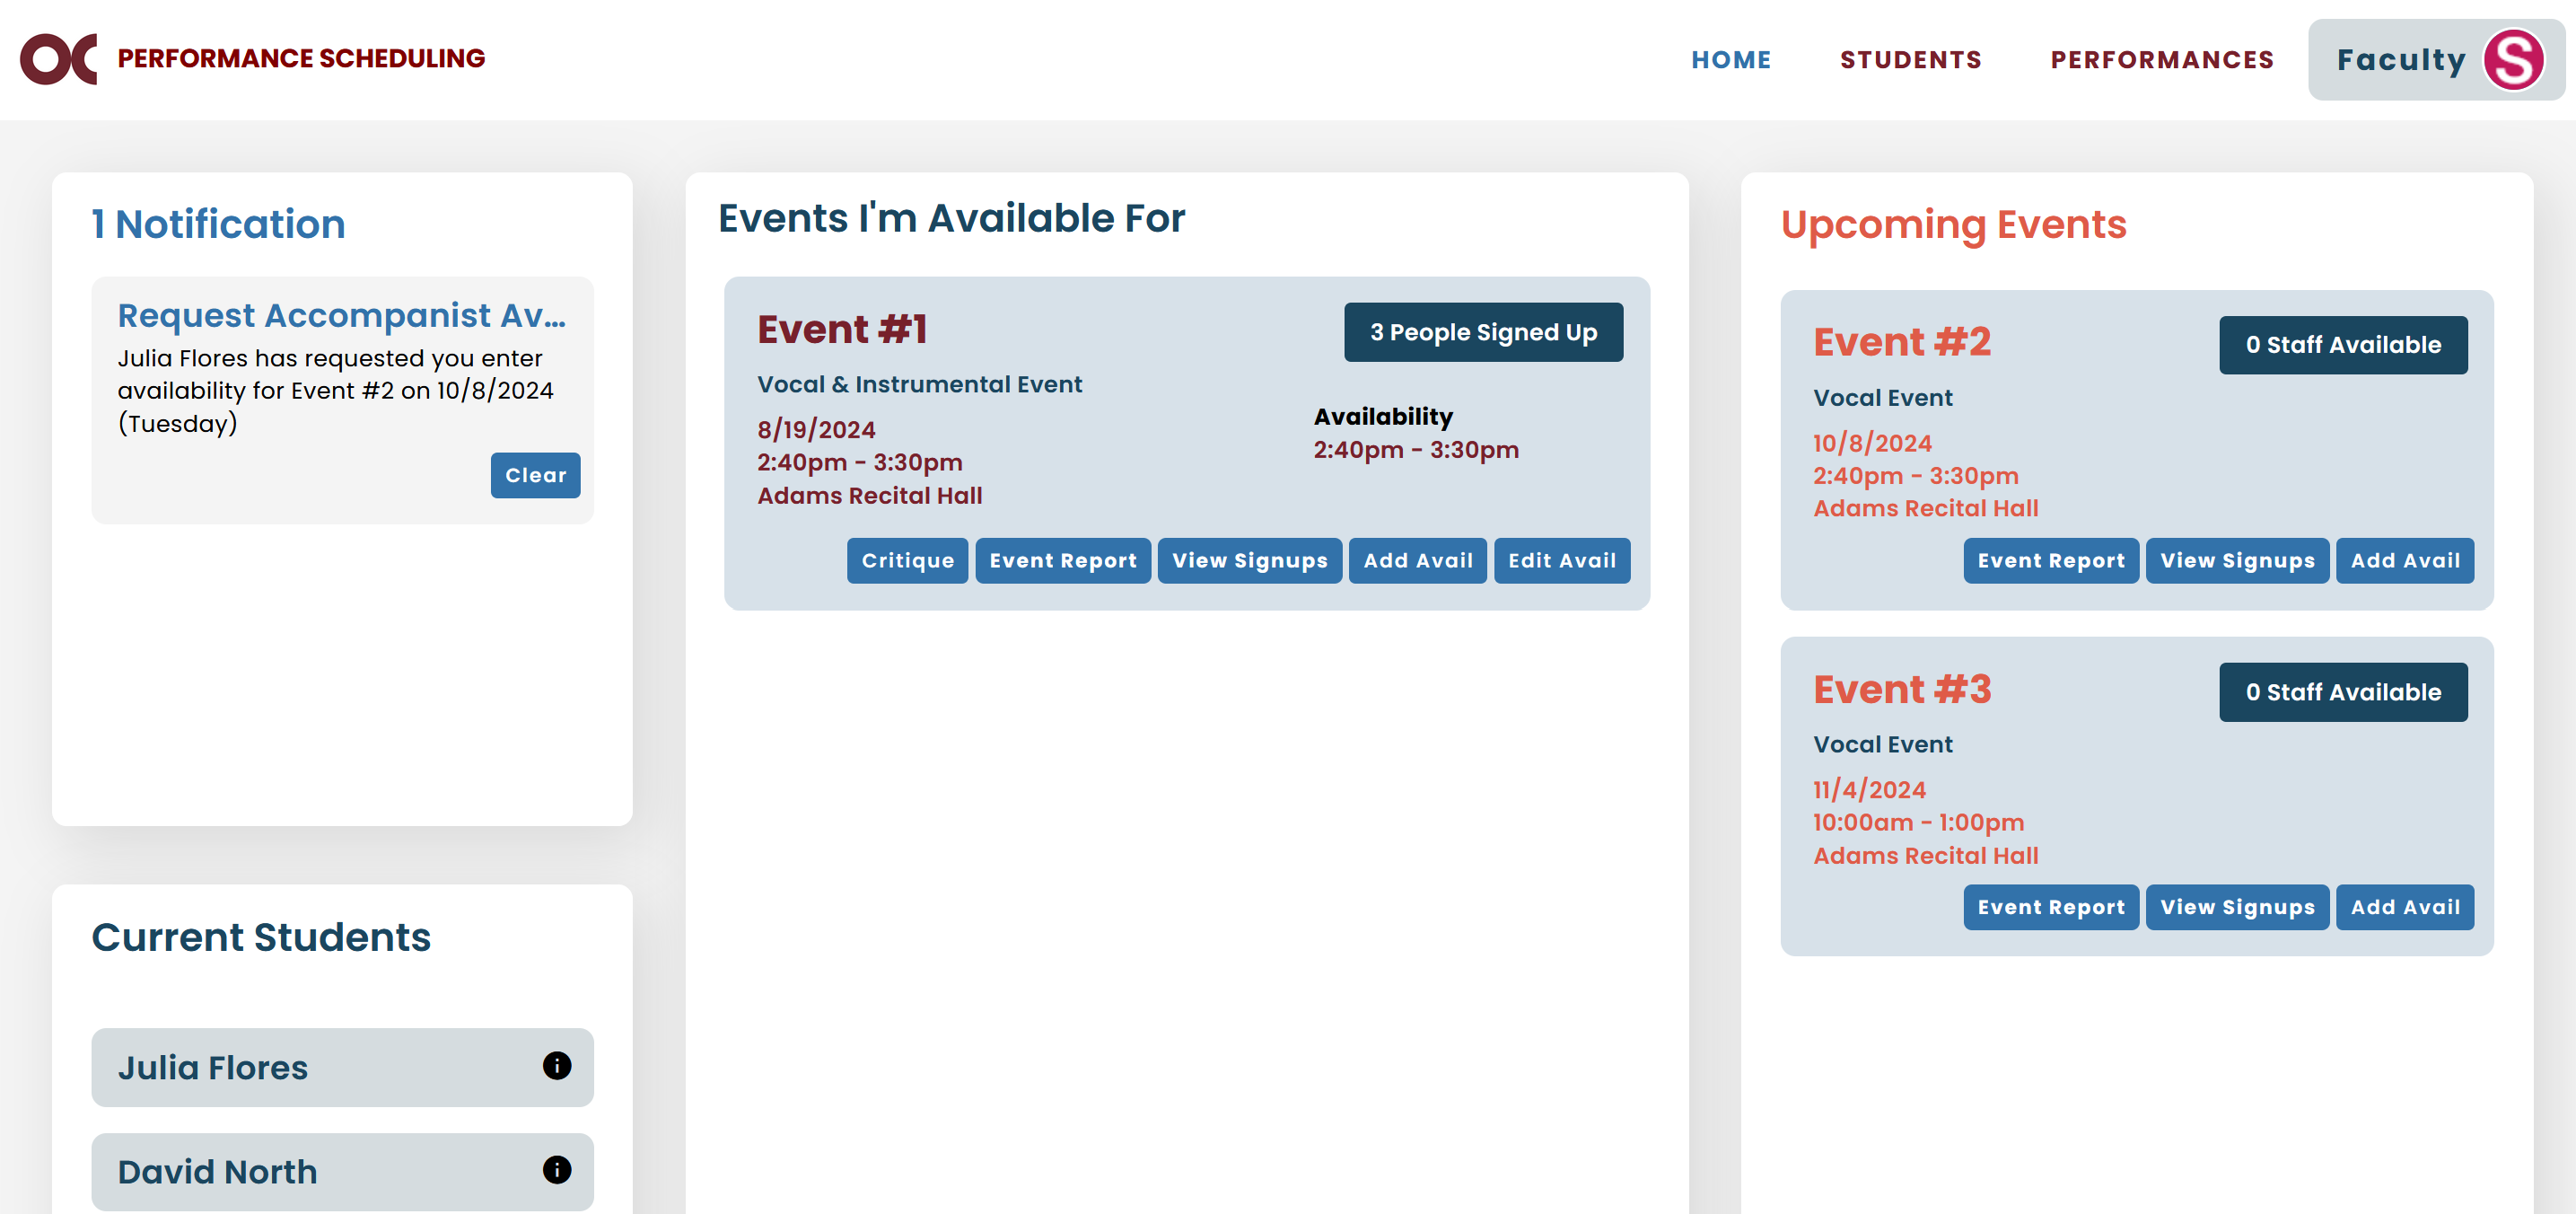 OC PERFORMANCE SCHEDULING
HOME STUDENTS PERFORMANCES Faculty S
1 Notification
Request Accompanist Av...
Julia Flores has requested you enter
availability for Event #2 on 10/8/2024
(Tuesday)
Clear
Current Students
Julia Flores i
David North i
Events I'm Available For
Event #1
3 People Signed Up
Vocal & Instrumental Event
8/19/2024
2:40pm - 3:30pm
Adams Recital Hall
Availability
2:40pm - 3:30pm
Critique Event Report View Signups Add Avail Edit Avail
Upcoming Events
Event #2
0 Staff Available
Vocal Event
10/8/2024
2:40pm - 3:30pm
Adams Recital Hall
Event Report View Signups Add Avail
Event #3
0 Staff Available
Vocal Event
11/4/2024
10:00am - 1:00pm
Adams Recital Hall
Event Report View Signups Add Avail